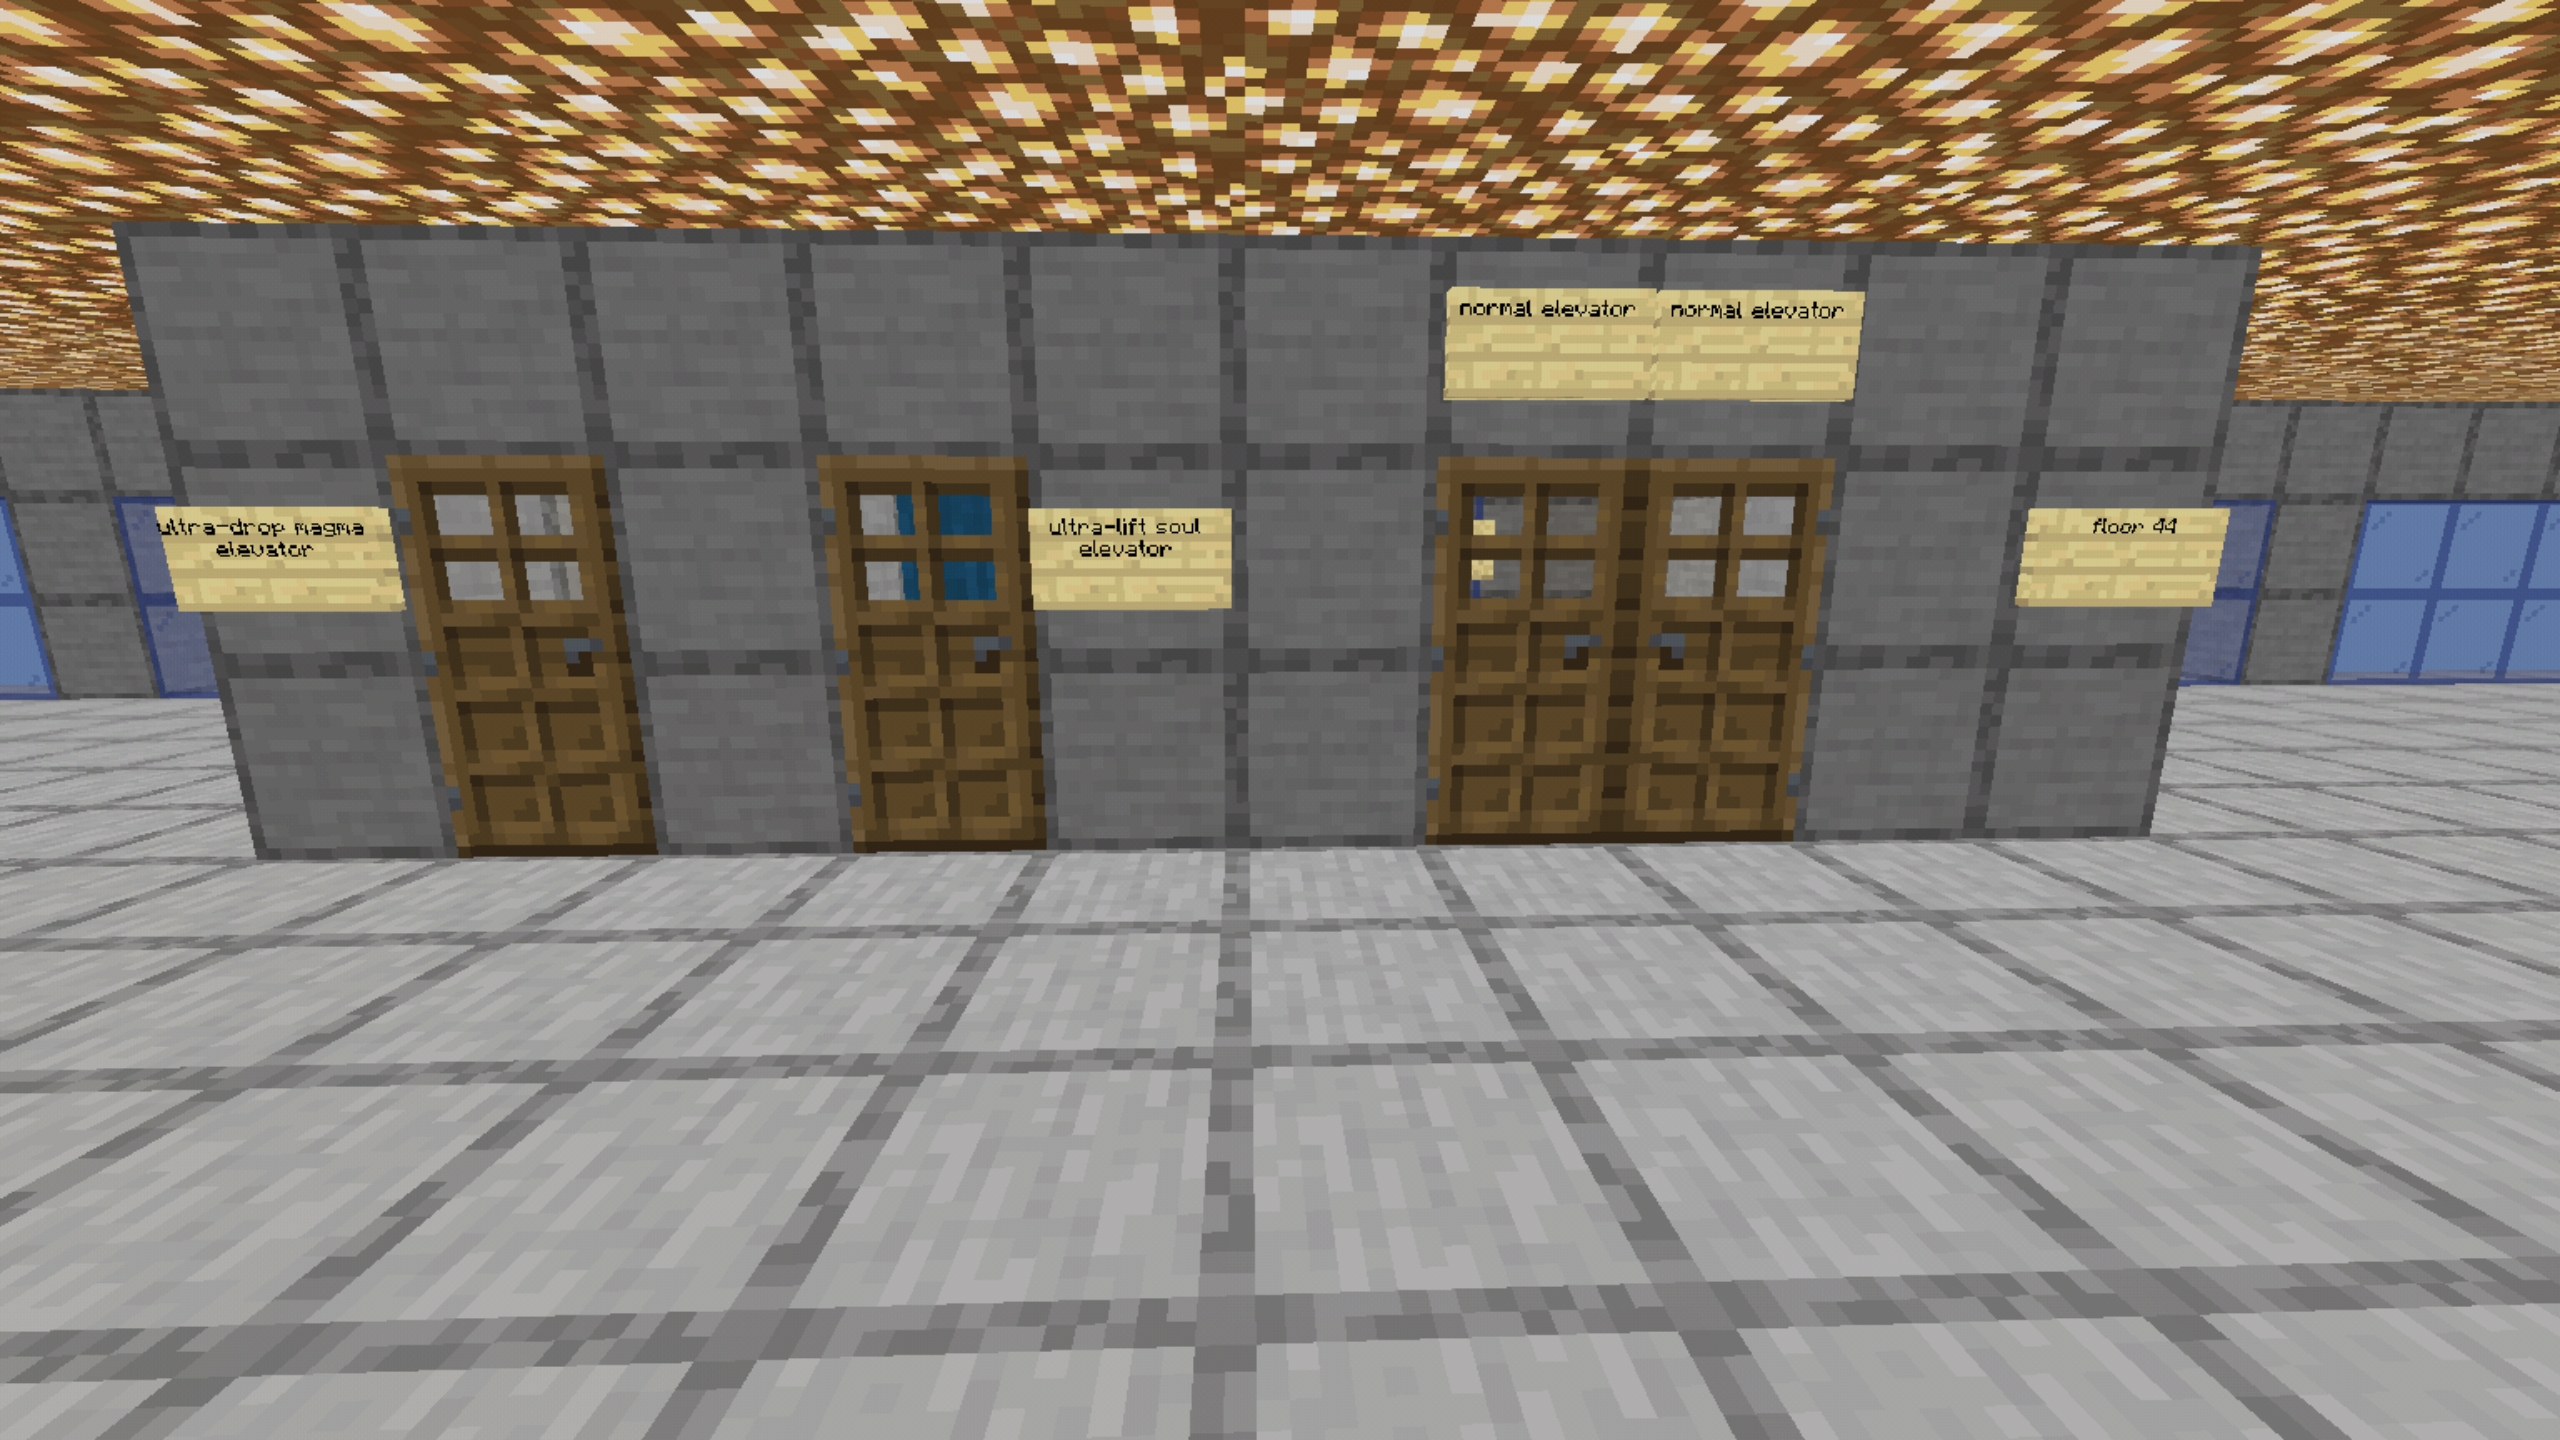 normal elevator
normal elevator
ultra-drop magma
elevator
ultra-lift soul
elevator
floor 44